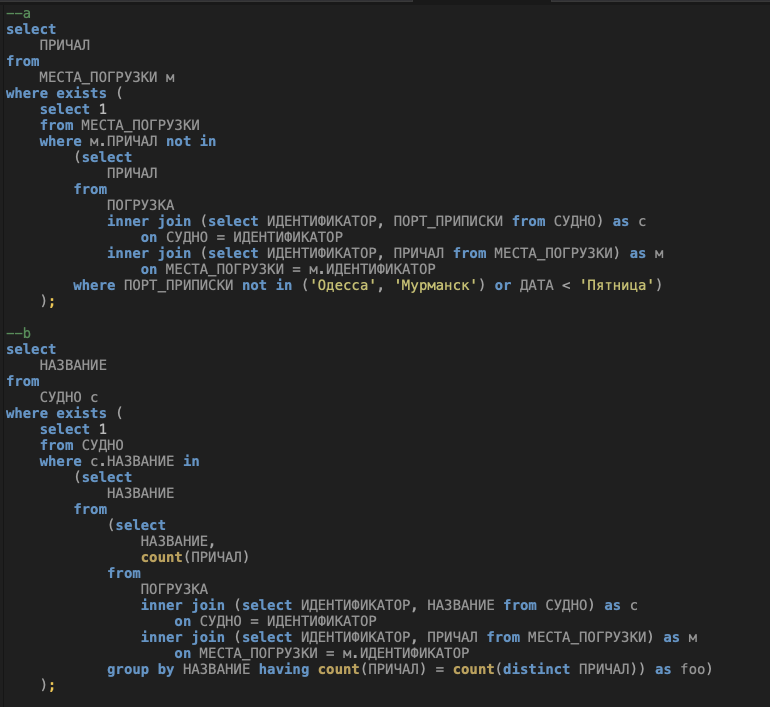 --a
select
    ПРИЧАЛ
from
    МЕСТА_ПОГРУЗКИ м
where exists (
    select 1
    from МЕСТА_ПОГРУЗКИ
    where м.ПРИЧАЛ not in
        (select
            ПРИЧАЛ
        from
            ПОГРУЗКА
            inner join (select ИДЕНТИФИКАТОР, ПОРТ_ПРИПИСКИ from СУДНО) as с
                on СУДНО = ИДЕНТИФИКАТОР
            inner join (select ИДЕНТИФИКАТОР, ПРИЧАЛ from МЕСТА_ПОГРУЗКИ) as м
                on МЕСТА_ПОГРУЗКИ = м.ИДЕНТИФИКАТОР
        where ПОРТ_ПРИПИСКИ not in ('Одесса', 'Мурманск') or ДАТА < 'Пятница')
    );

--b
select
    НАЗВАНИЕ
from
    СУДНО с
where exists (
    select 1
    from СУДНО
    where с.НАЗВАНИЕ in
        (select
            НАЗВАНИЕ
        from
            (select
                НАЗВАНИЕ,
                count(ПРИЧАЛ)
            from
                ПОГРУЗКА
                inner join (select ИДЕНТИФИКАТОР, НАЗВАНИЕ from СУДНО) as с
                    on СУДНО = ИДЕНТИФИКАТОР
                inner join (select ИДЕНТИФИКАТОР, ПРИЧАЛ from МЕСТА_ПОГРУЗКИ) as м
                    on МЕСТА_ПОГРУЗКИ = м.ИДЕНТИФИКАТОР
            group by НАЗВАНИЕ having count(ПРИЧАЛ) = count(distinct ПРИЧАЛ)) as foo)
    );